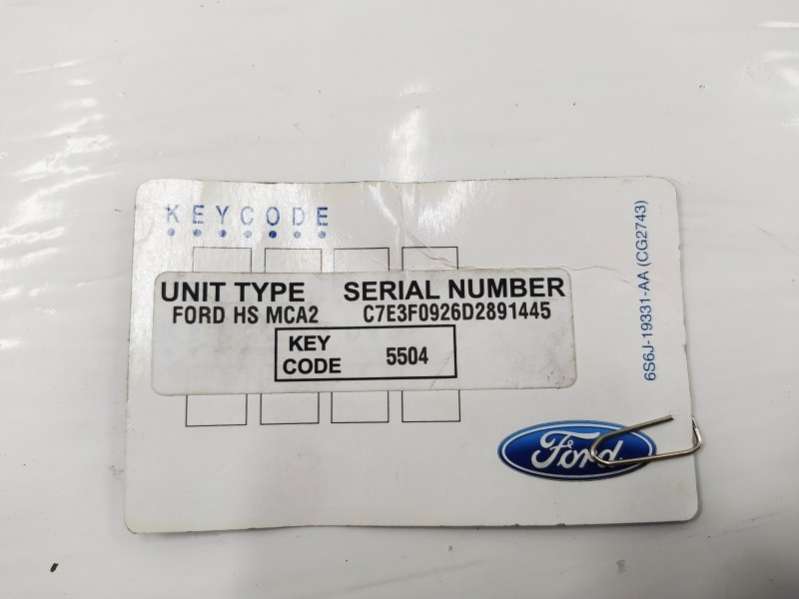 KEYCODE
UNIT TYPE SERIAL NUMBER
FORD HS MCA2 C7E3F0926D2891445
KEY CODE 5504
6S6J-19331-AA (CG2743)
Ford